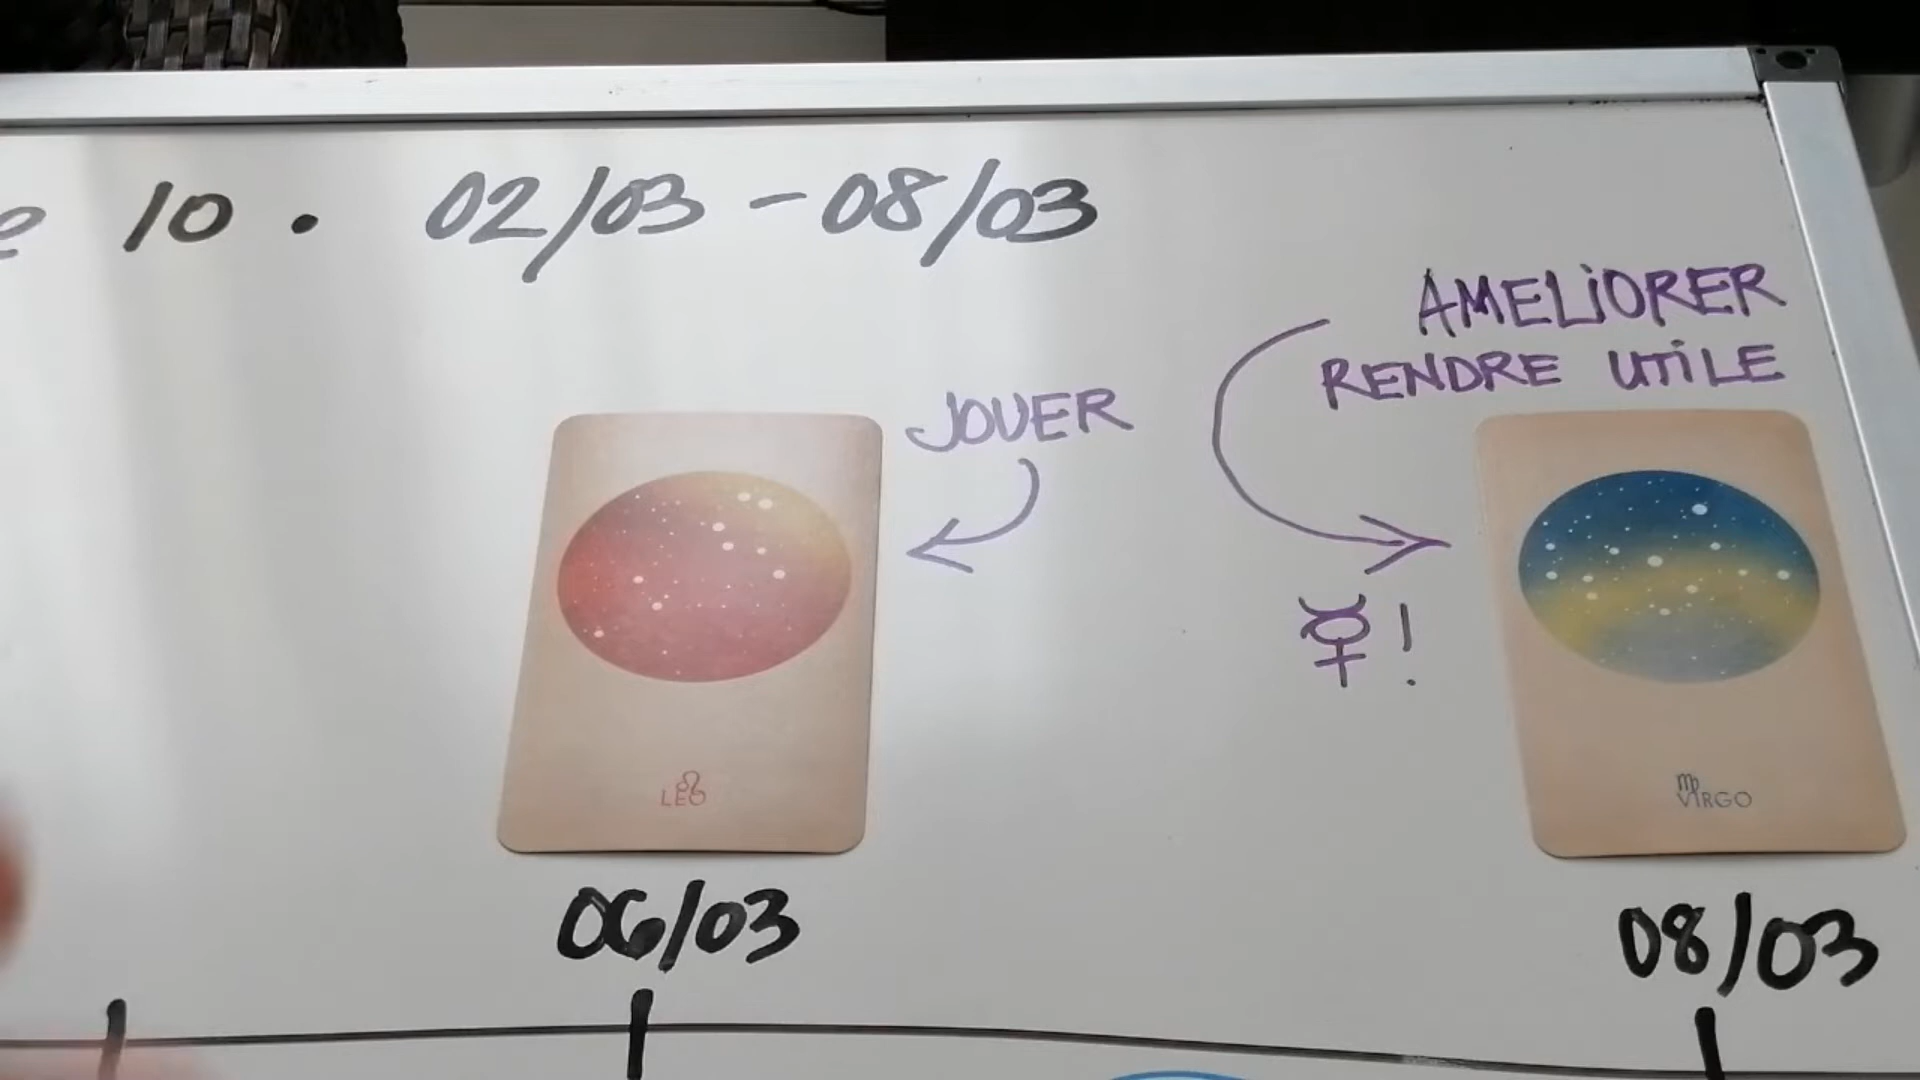 10 . 02/03 - 08/03
AMELiORER
RENDRE UTiLE
JOUER
☿ !
LEO
VIRGO
06/03
08/03